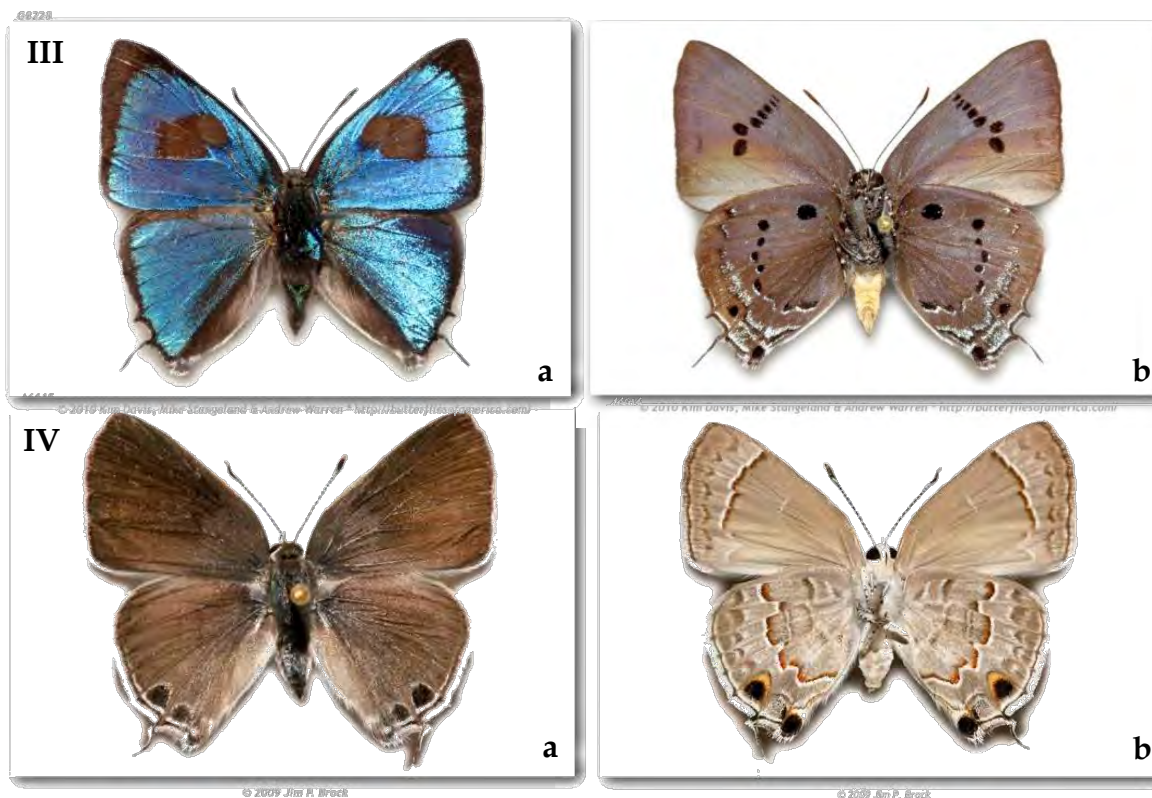 G8228
III
a
b
© 2010 Kim Davis, Mike Stangeland & Andrew Warren - http://butterfliesofamerica.com/
© 2010 Kim Davis, Mike Stangeland & Andrew Warren - http://butterfliesofamerica.com/
IV
a
b
© 2009 Jim P. Brock
© 2009 Jim P. Brock